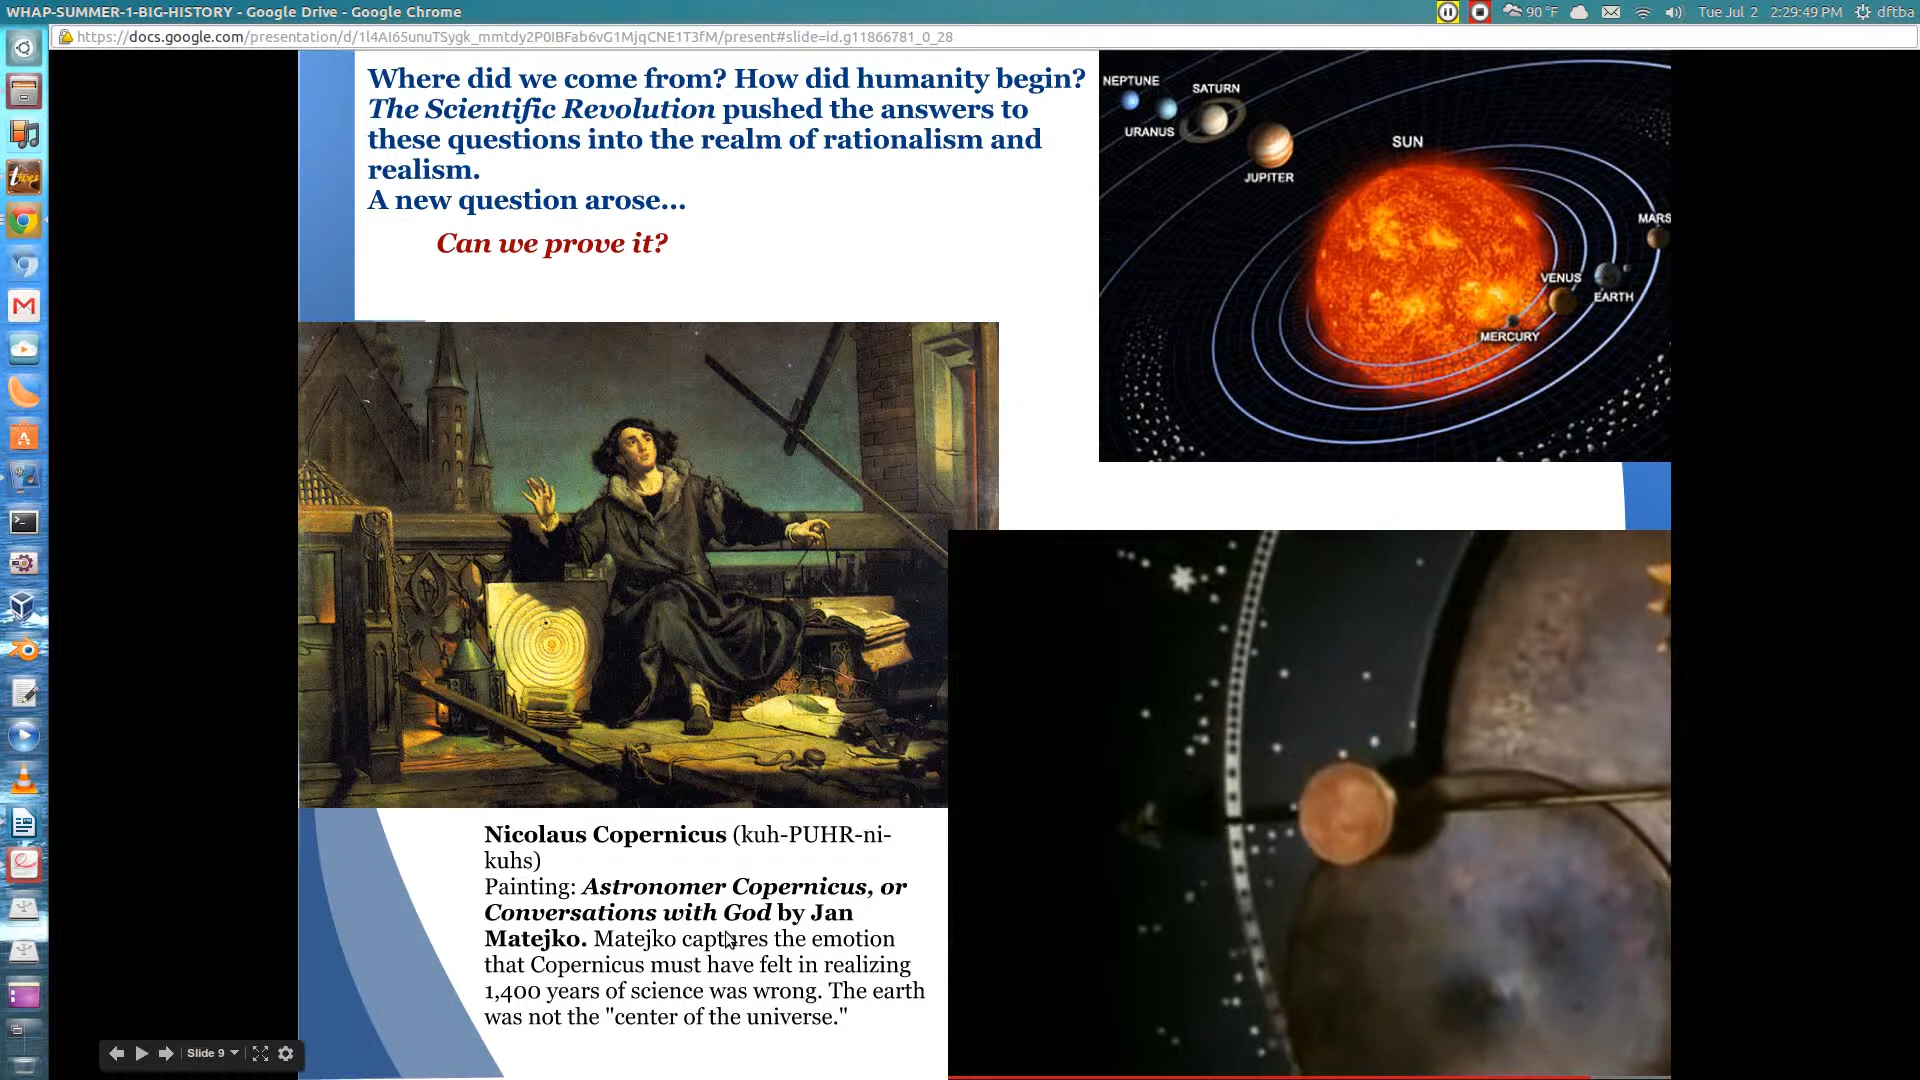 WHAP-SUMMER-1-BIG-HISTORY - Google Drive - Google Chrome
90 °F
Tue Jul 2
2:29:49 PM
dftba
https://docs.google.com/presentation/d/1l4AI65unuTSygk_mmtdy2P0IBFab6vG1MjqCNE1T3fM/present#slide=id.g11866781_0_28
Where did we come from? How did humanity begin?
The Scientific Revolution pushed the answers to
these questions into the realm of rationalism and
realism.
A new question arose...
Can we prove it?
NEPTUNE
SATURN
URANUS
JUPITER
SUN
MARS
VENUS
EARTH
MERCURY
Nicolaus Copernicus (kuh-PUHR-ni-
kuhs)
Painting: Astronomer Copernicus, or
Conversations with God by Jan
Matejko. Matejko captures the emotion
that Copernicus must have felt in realizing
1,400 years of science was wrong. The earth
was not the "center of the universe."
Slide 9